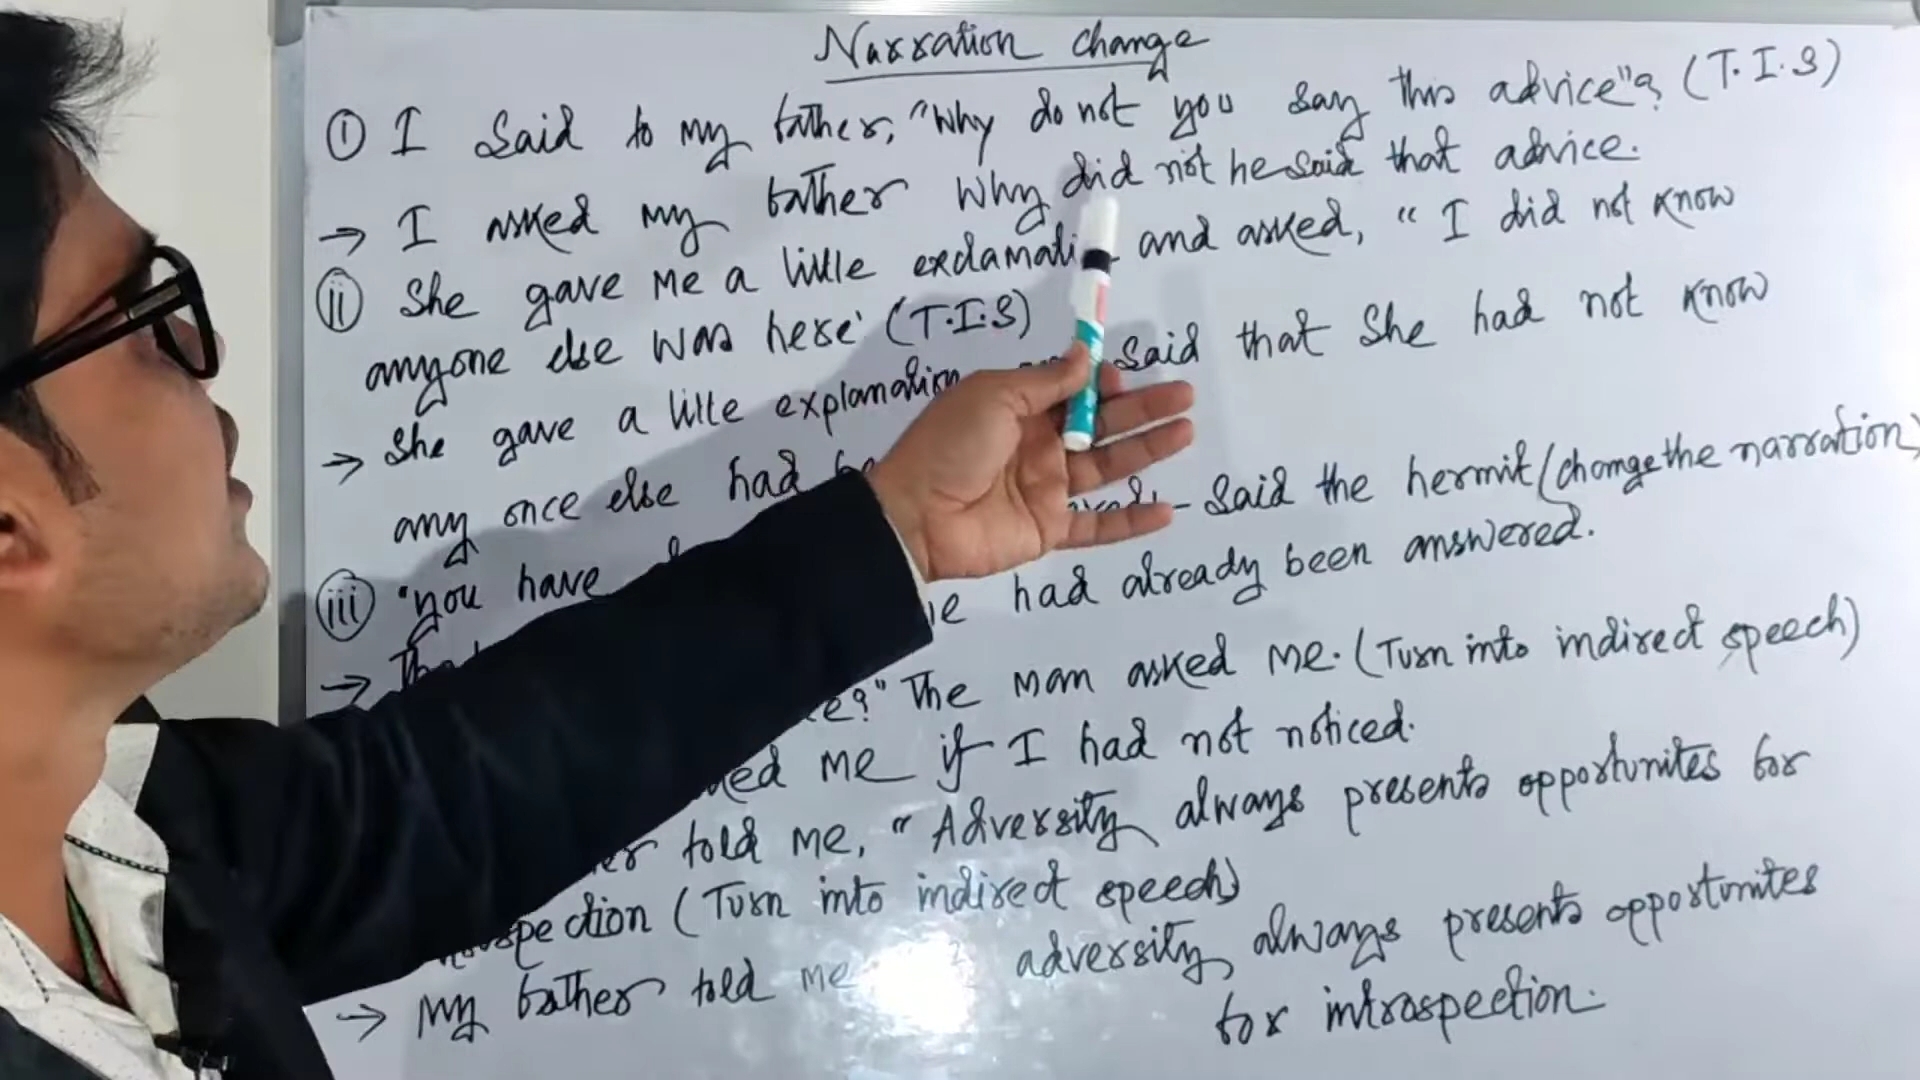 Narration change
(i) I said to my father, "Why do not you say this advice"? (T.I.S)
→ I asked my father why did not he said that advice.
(ii) She gave me a little and asked, "I did not know
anyone else was here' (T.I.S)
→ She gave a litle explanation said that she had not know
any once else had
(iii) "you have - said the hermit (change the narration)
→ had already been answered.
The man asked me. (Turn into indirect speech)
me if I had not noticed.
told me, "Adversity always presents opportunites for
(Turn into indirect speech)
→ My father told me adversity always presents opportunites
for introspection.